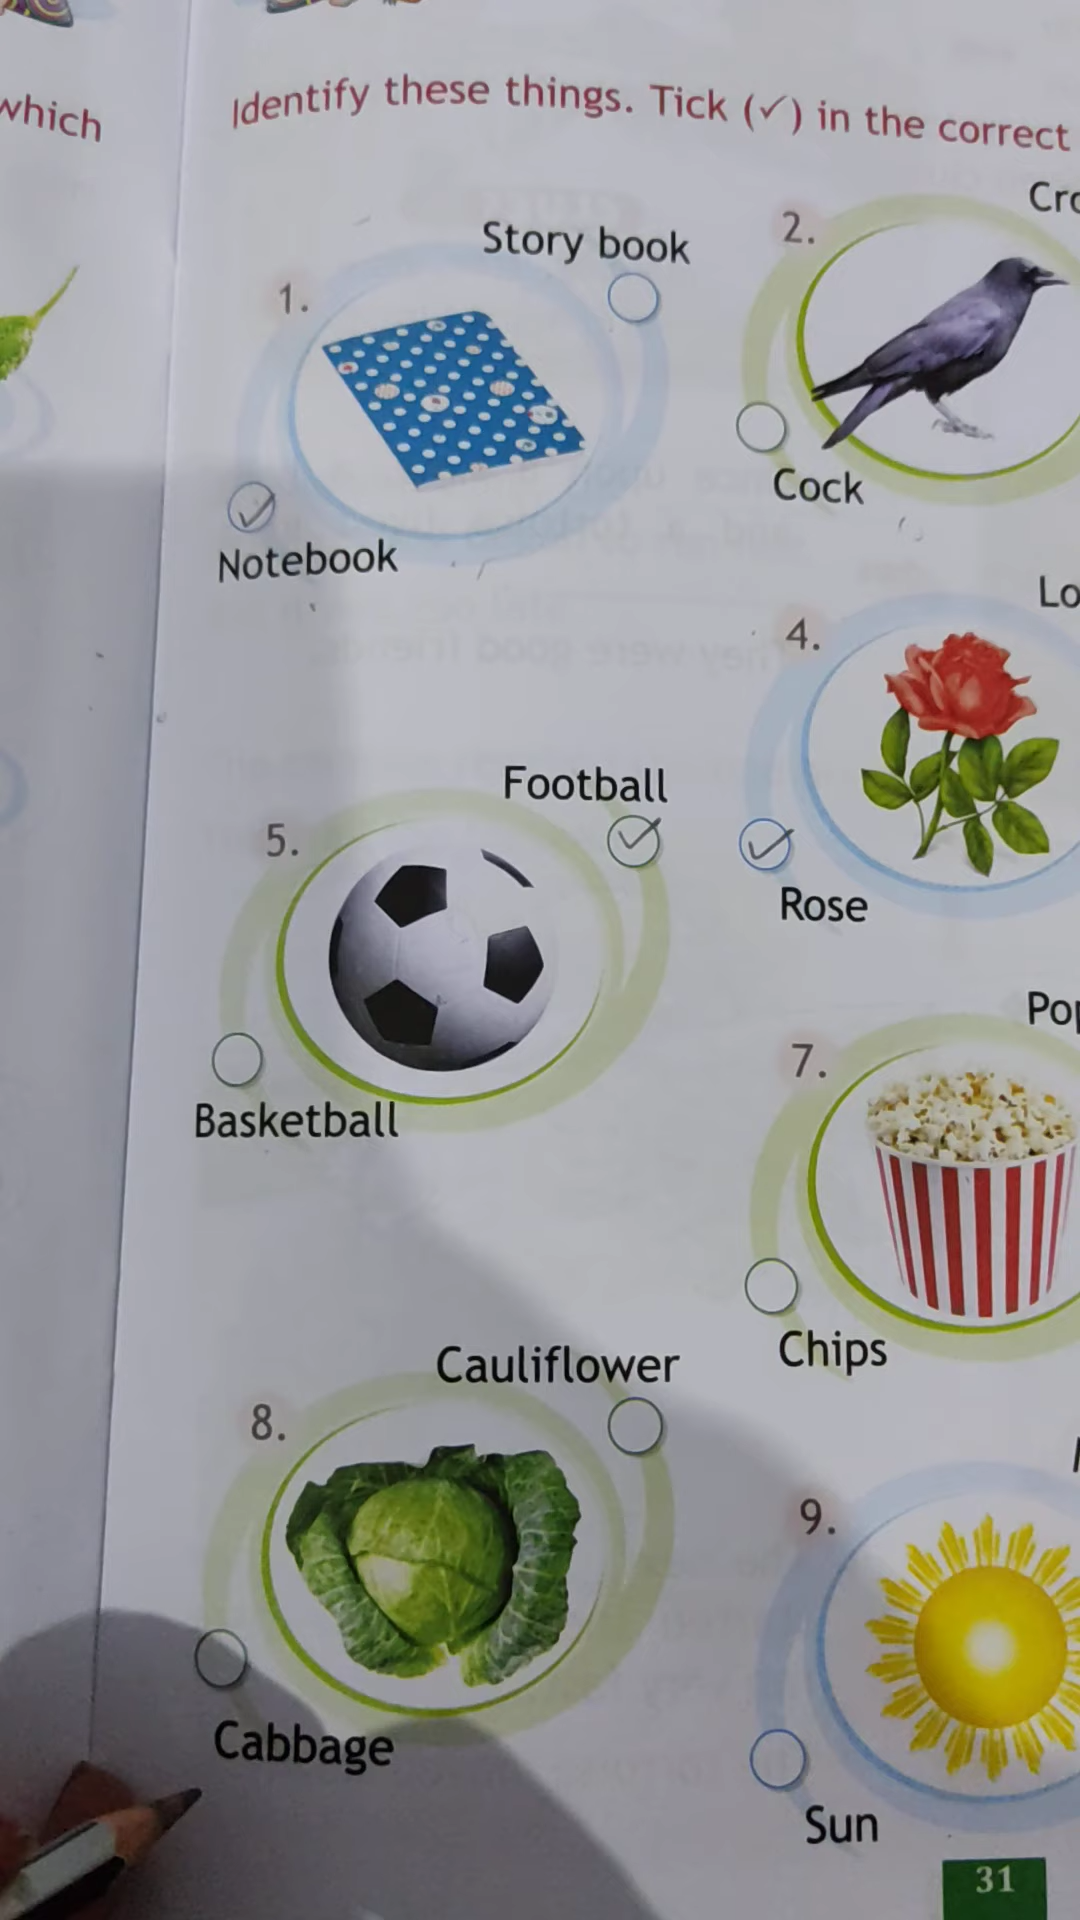 which
Identify these things. Tick (✓) in the correct
Story book
1.
Notebook
2.
Cock
4.
Rose
Football
5.
Basketball
7.
Chips
Cauliflower
8.
Cabbage
9.
Sun
31